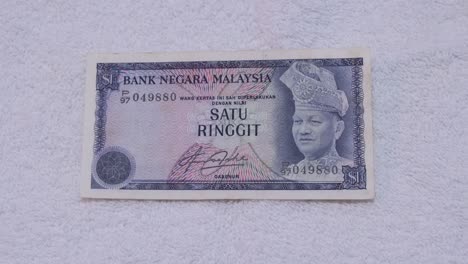 $1
BANK NEGARA MALAYSIA
P/97 049880
WANG KERTAS INI SAH DIPERLAKUKAN
DENGAN NILAI
SATU
RINGGIT
GABENOR
P/97 049880
$1